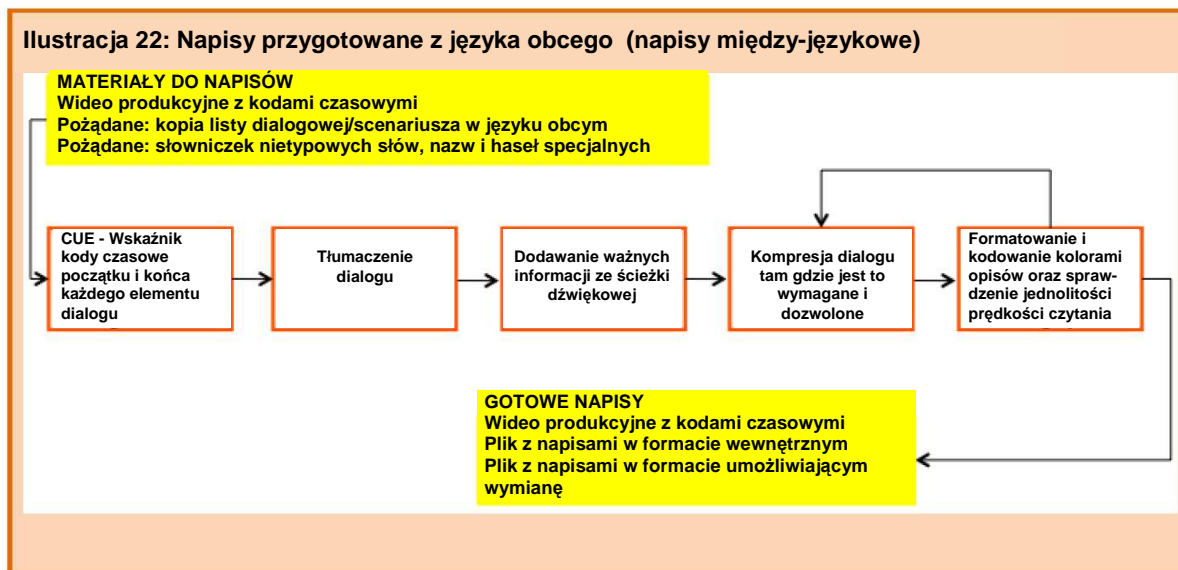 Ilustracja 22: Napisy przygotowane z języka obcego (napisy między-językowe)
MATERIAŁY DO NAPISÓW
Wideo produkcyjne z kodami czasowymi
Pożądane: kopia listy dialogowej/scenariusza w języku obcym
Pożądane: słowniczek nietypowych słów, nazw i haseł specjalnych
CUE - Wskaźnik
kody czasowe
początku i końca
każdego elementu
dialogu
Tłumaczenie
dialogu
Dodawanie ważnych
informacji ze ścieżki
dźwiękowej
Kompresja dialogu
tam gdzie jest to
wymagane i
dozwolone
Formatowanie i
kodowanie kolorami
opisów oraz spraw-
dzenie jednolitości
prędkości czytania
GOTOWE NAPISY
Wideo produkcyjne z kodami czasowymi
Plik z napisami w formacie wewnętrznym
Plik z napisami w formacie umożliwiającym
wymianę